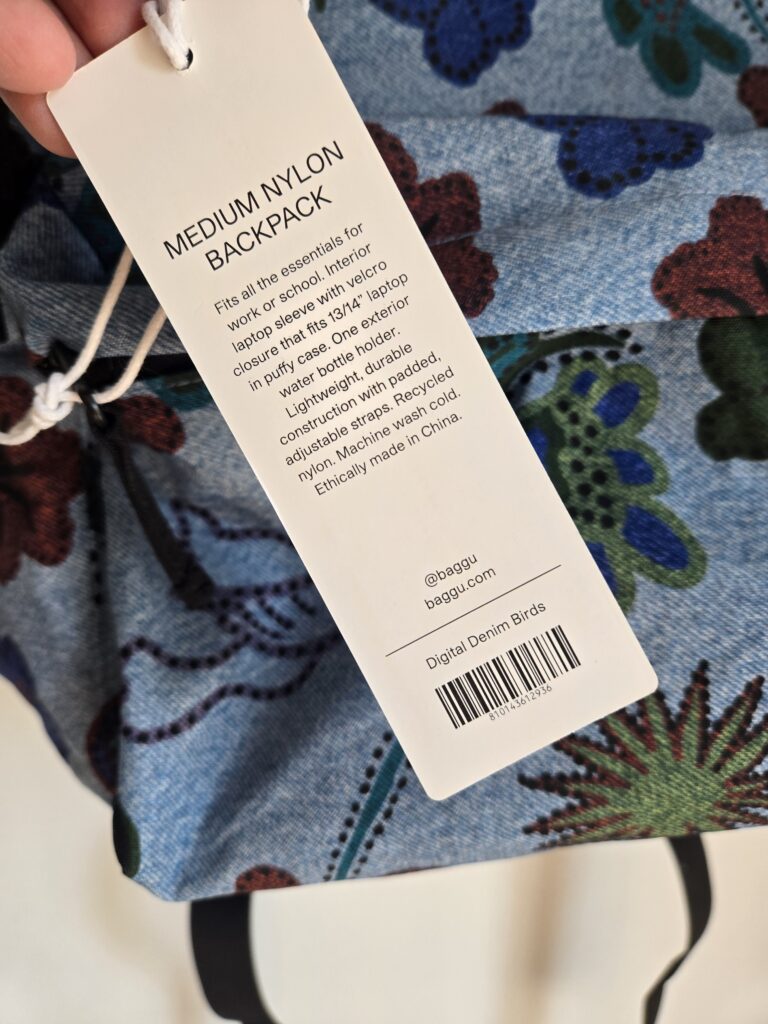 MEDIUM NYLON
BACKPACK
Fits all the essentials for
work or school. Interior
laptop sleeve with velcro
closure that fits 13/14" laptop
in puffy case. One exterior
water bottle holder.
Lightweight, durable
construction with padded,
adjustable straps. Recycled
nylon. Machine wash cold.
Ethically made in China.
@baggu
baggu.com
Digital Denim Birds
810143612936